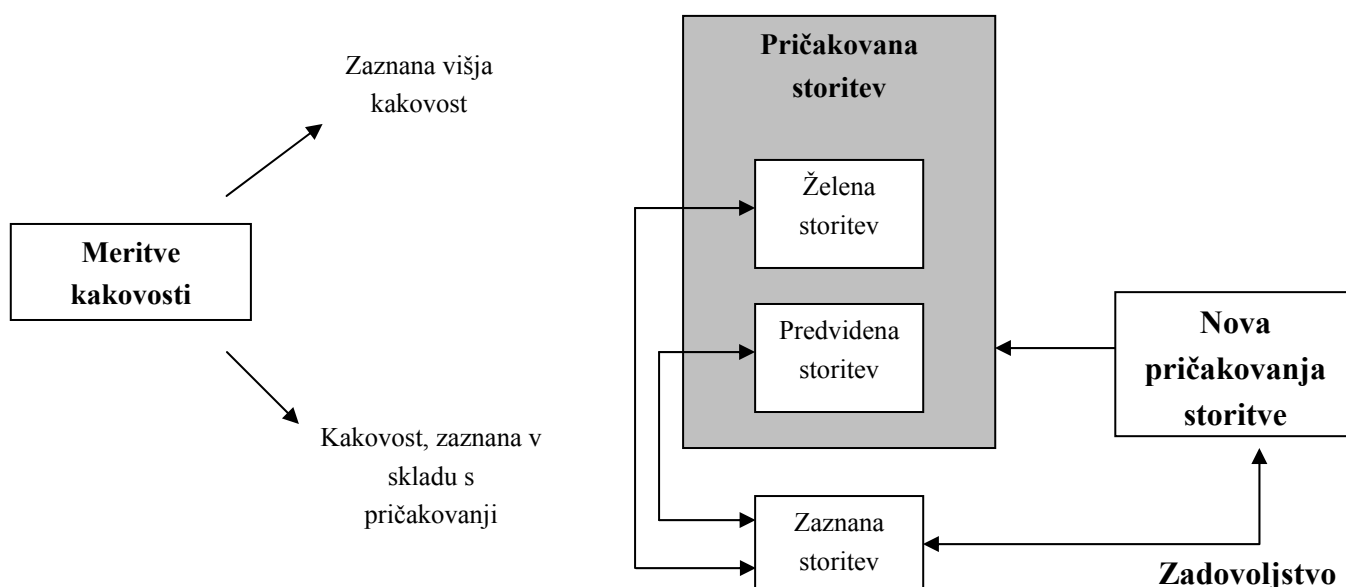 Zaznana višja
kakovost
Meritve
kakovosti
Kakovost, zaznana v
skladu s
pričakovanji
Pričakovana
storitev
Želena
storitev
Predvidena
storitev
Zaznana
storitev
Nova
pričakovanja
storitve
Zadovoljstvo